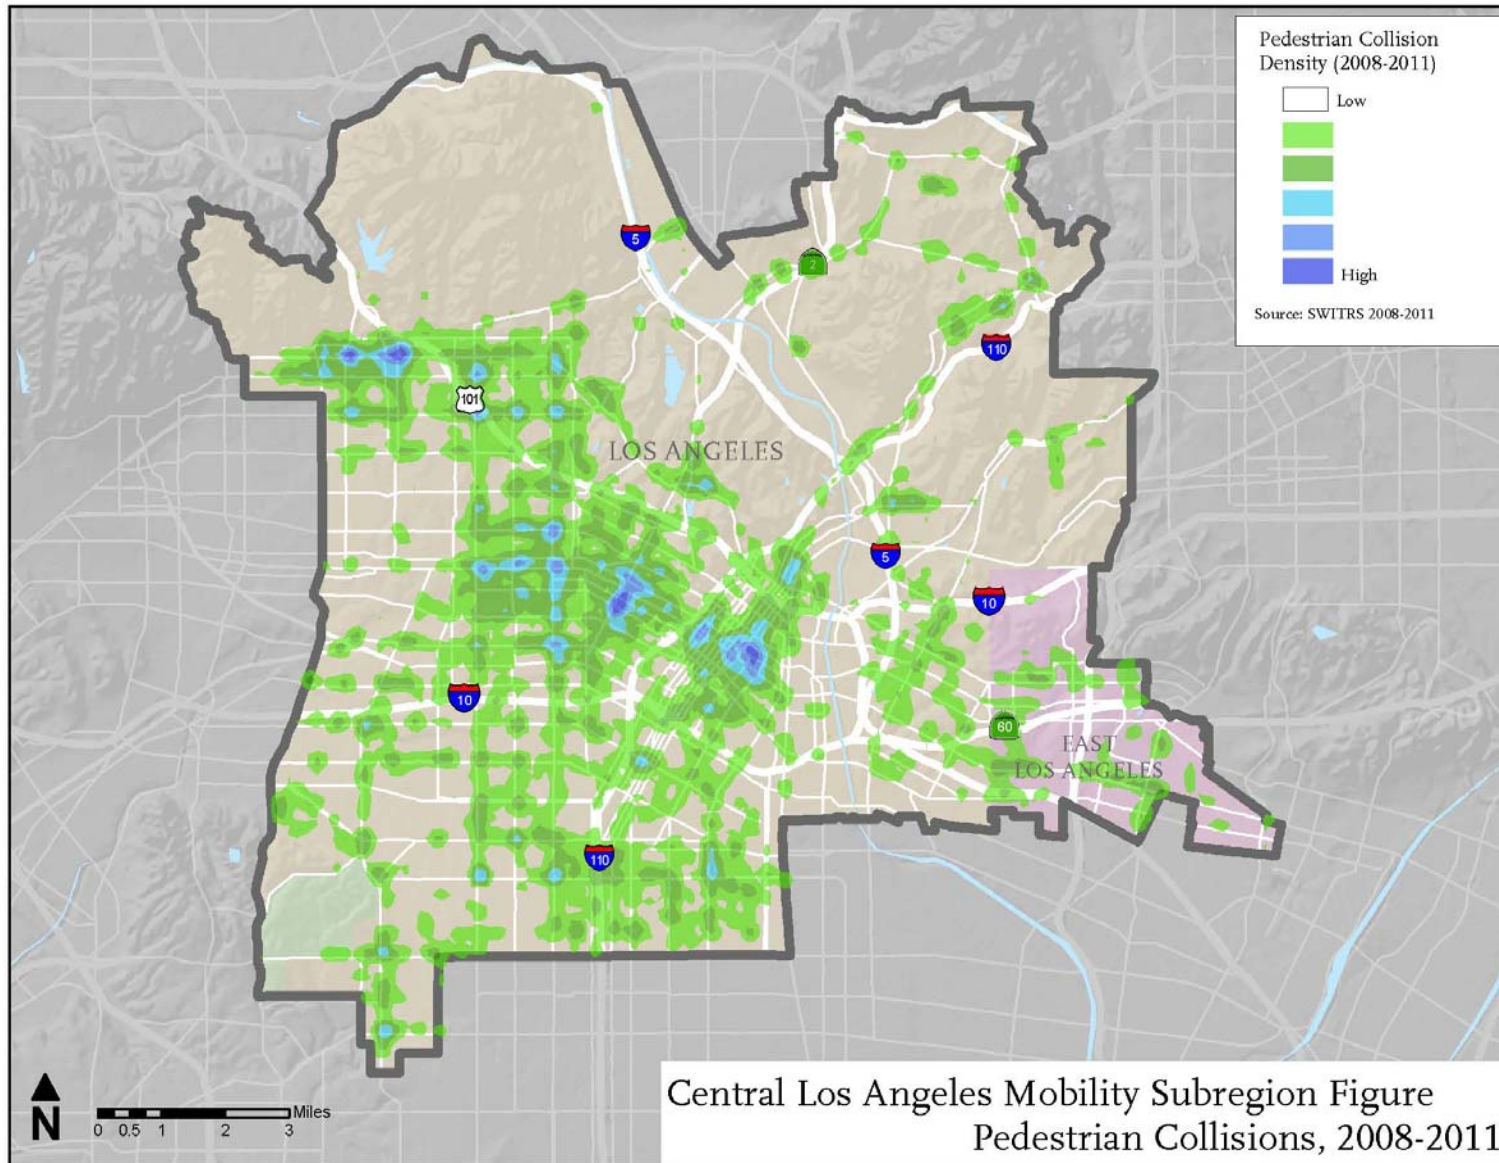 Pedestrian Collision
Density (2008-2011)
Low
High
Source: SWITRS 2008-2011
5
2
110
101
LOS ANGELES
5
10
10
60
EAST
LOS ANGELES
110
N
0 0.5 1 2 3 Miles
Central Los Angeles Mobility Subregion Figure
Pedestrian Collisions, 2008-2011